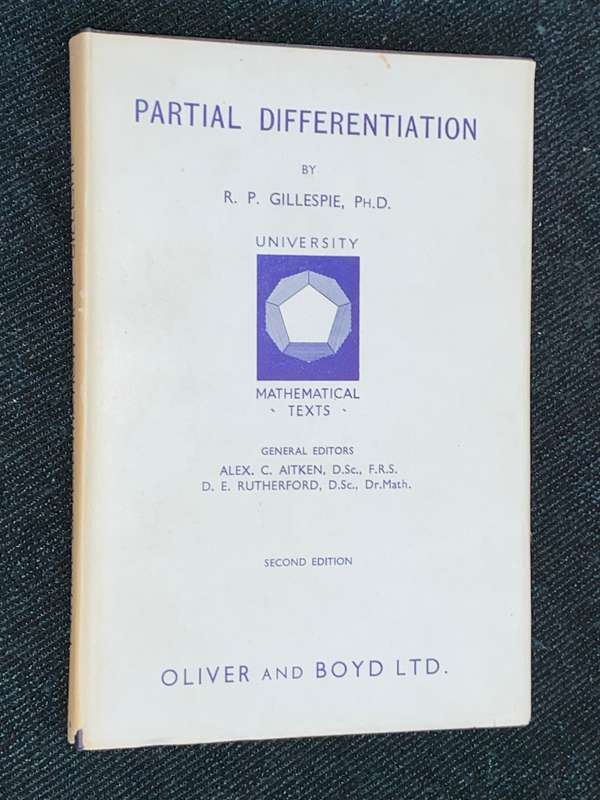 PARTIAL DIFFERENTIATION
BY
R. P. GILLESPIE, PH.D.
UNIVERSITY
MATHEMATICAL
- TEXTS -
GENERAL EDITORS
ALEX. C. AITKEN, D.Sc., F.R.S.
D. E. RUTHERFORD, D.Sc., Dr.Math.
SECOND EDITION
OLIVER AND BOYD LTD.